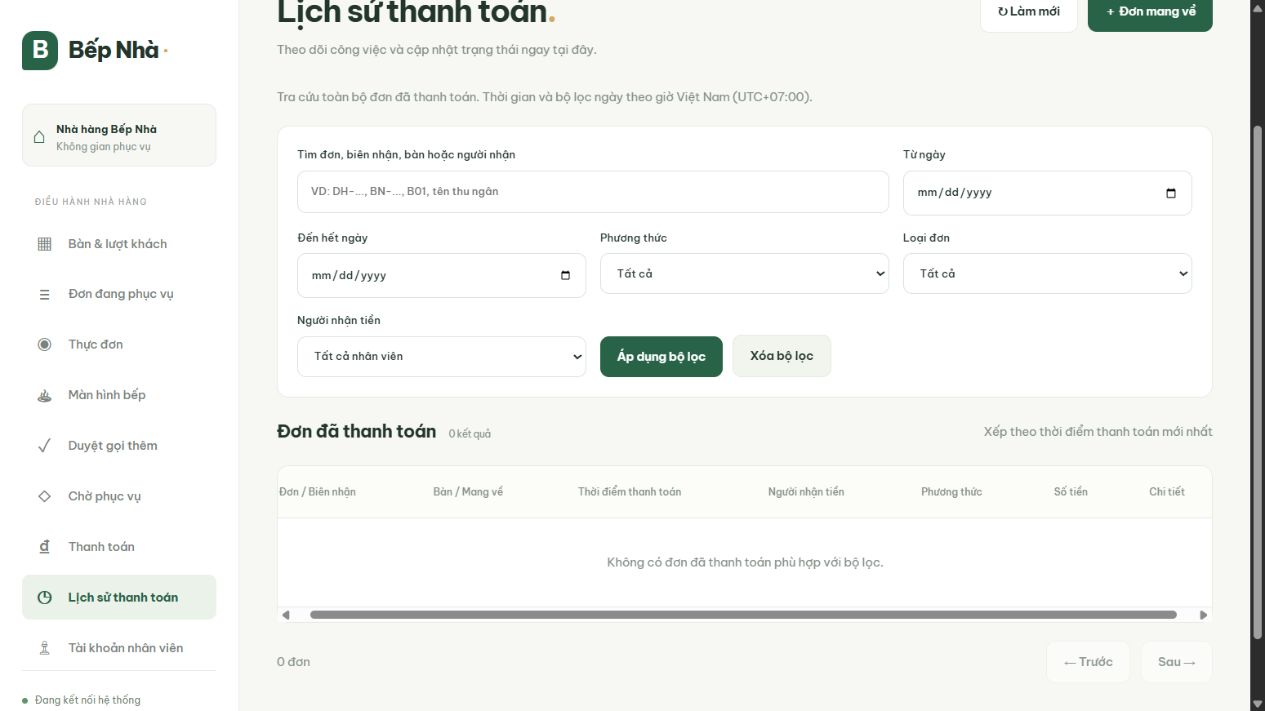 B Bếp Nhà
Nhà hàng Bếp Nhà
Không gian phục vụ
ĐIỀU HÀNH NHÀ HÀNG
Bàn & lượt khách
Đơn đang phục vụ
Thực đơn
Màn hình bếp
Duyệt gọi thêm
Chờ phục vụ
đ Thanh toán
Lịch sử thanh toán
Tài khoản nhân viên
Đang kết nối hệ thống
Lịch sử thanh toán.
↻ Làm mới
+ Đơn mang về
Theo dõi công việc và cập nhật trạng thái ngay tại đây.
Tra cứu toàn bộ đơn đã thanh toán. Thời gian và bộ lọc ngày theo giờ Việt Nam (UTC+07:00).
Tìm đơn, biên nhận, bàn hoặc người nhận
Từ ngày
VD: DH-..., BN-..., B01, tên thu ngân
mm/dd/yyyy
Đến hết ngày
Phương thức
Loại đơn
mm/dd/yyyy
Tất cả
Tất cả
Người nhận tiền
Tất cả nhân viên
Áp dụng bộ lọc
Xóa bộ lọc
Đơn đã thanh toán 0 kết quả
Xếp theo thời điểm thanh toán mới nhất
Đơn / Biên nhận
Bàn / Mang về
Thời điểm thanh toán
Người nhận tiền
Phương thức
Số tiền
Chi tiết
Không có đơn đã thanh toán phù hợp với bộ lọc.
0 đơn
← Trước
Sau →